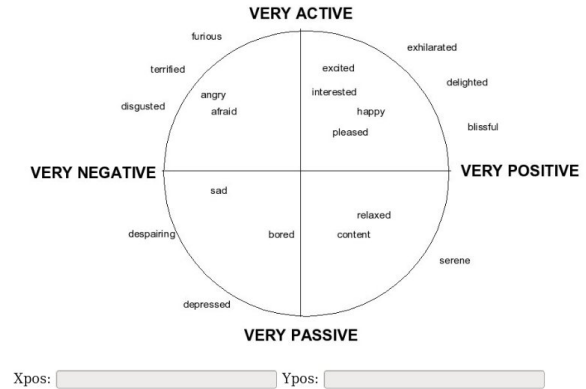 VERY ACTIVE
furious
exhilarated
terrified
excited
delighted
angry
interested
disgusted
afraid
happy
blissful
pleased
VERY NEGATIVE
VERY POSITIVE
sad
relaxed
despairing
bored
content
serene
depressed
VERY PASSIVE
Xpos:
Ypos: